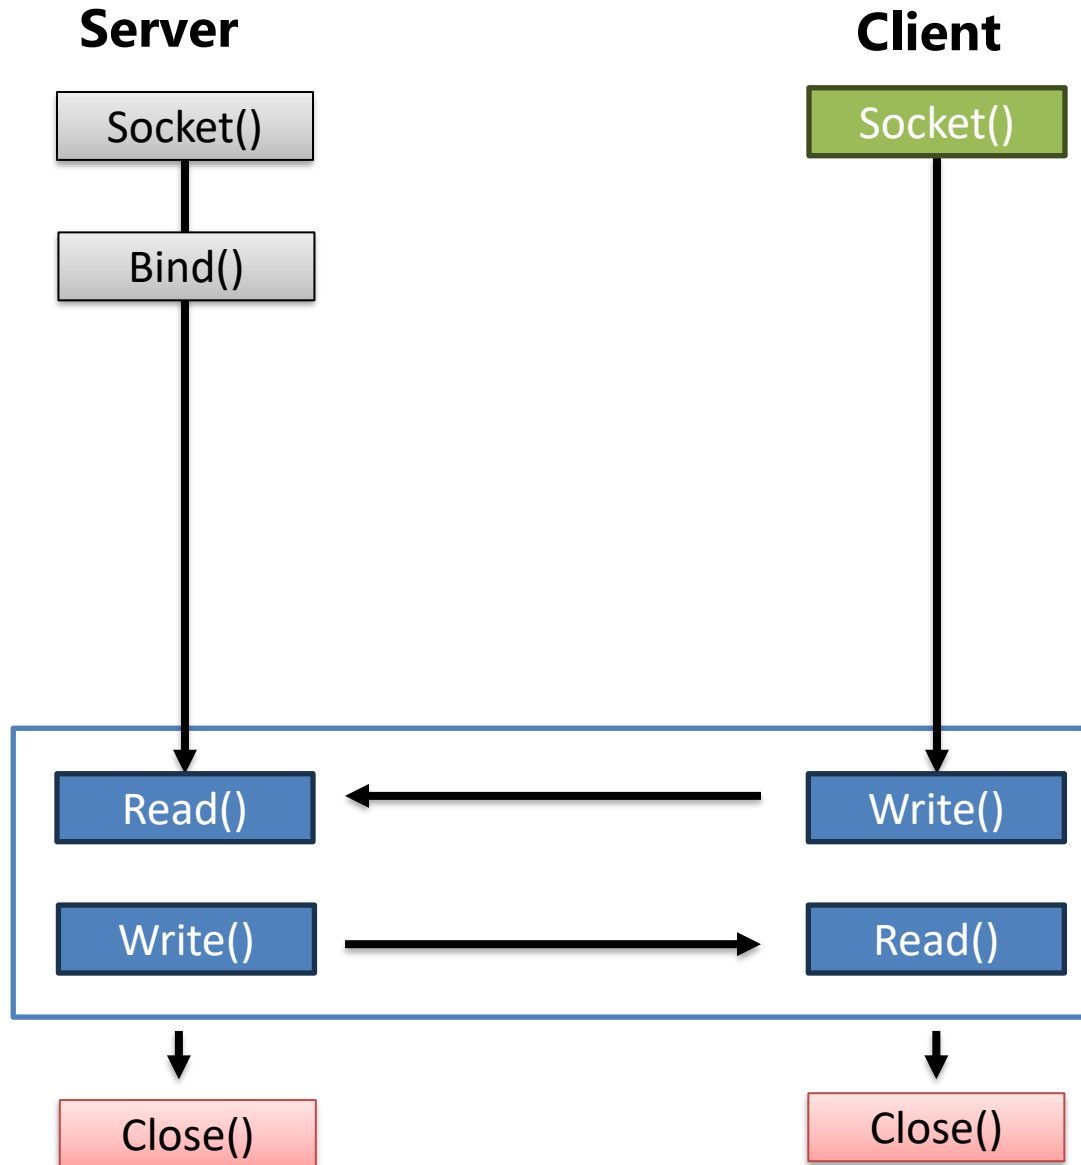 Server
Client
Socket()
Socket()
Bind()
Read()
Write()
Write()
Read()
Close()
Close()